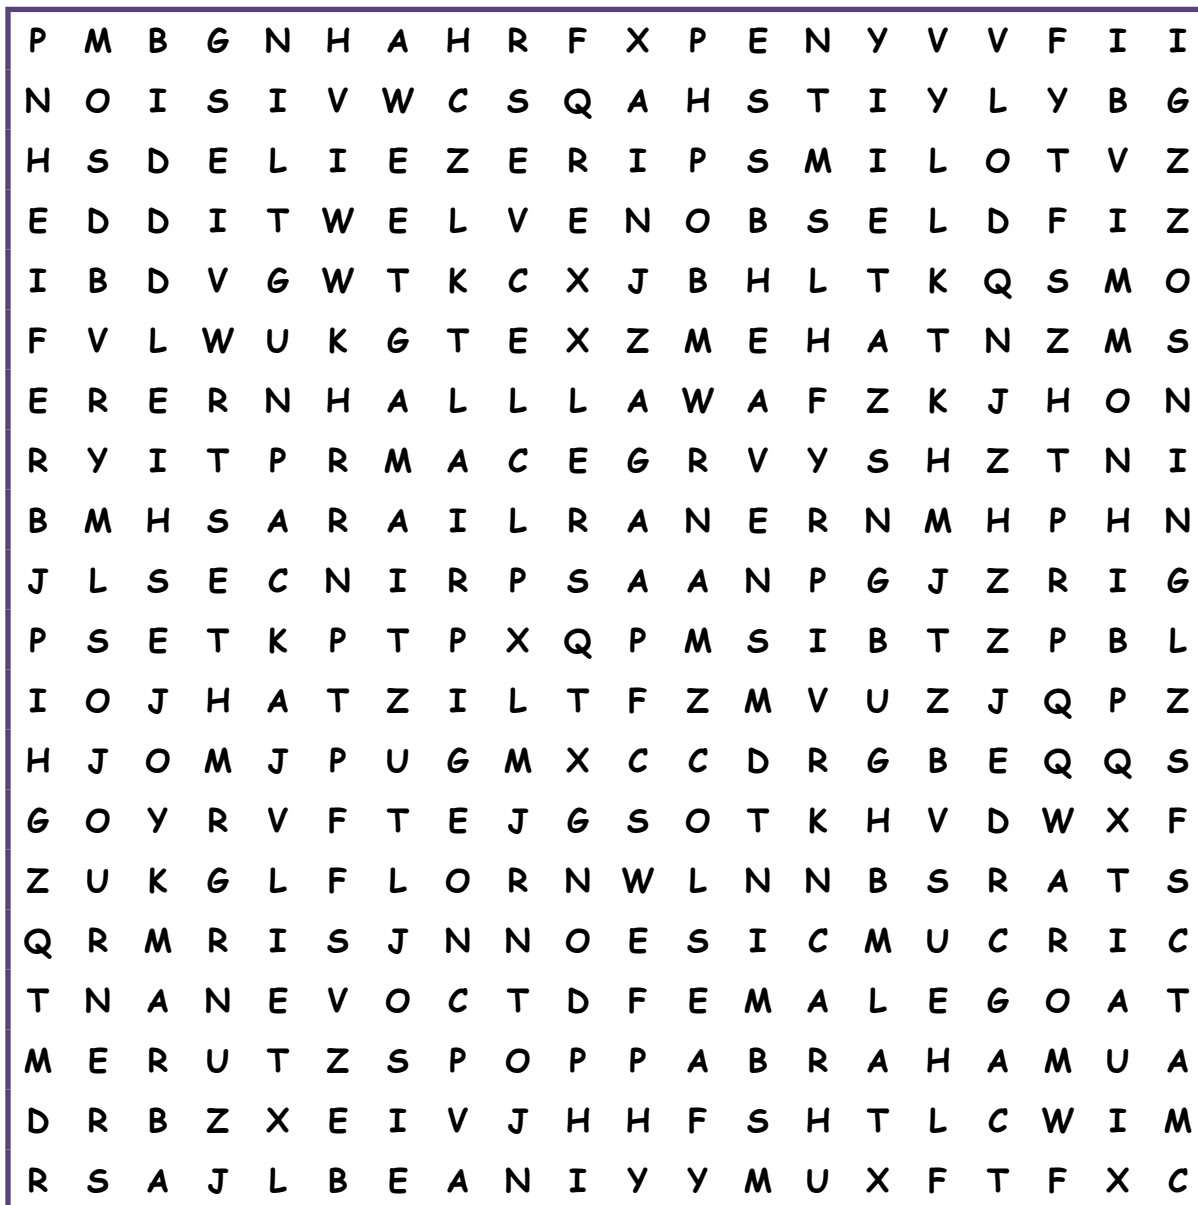 P M B G N H A H R F X P E N Y V V F I I
N O I S I V W C S Q A H S T I Y L Y B G
H S D E L I E Z E R I P S M I L O T V Z
E D D I T W E L V E N O B S E L D F I Z
I B D V G W T K C X J B H L T K Q S M O
F V L W U K G T E X Z M E H A T N Z M S
E R E R N H A L L L A W A F Z K J H O N
R Y I T P R M A C E G R V Y S H Z T N I
B M H S A R A I L R A N E R N M H P H N
J L S E C N I R P S A A N P G J Z R I G
P S E T K P T P X Q P M S I B T Z P B L
I O J H A T Z I L T F Z M V U Z J Q P Z
H J O M J P U G M X C C D R G B E Q Q S
G O Y R V F T E J G S O T K H V D W X F
Z U K G L F L O R N W L N N B S R A T S
Q R M R I S J N N O E S I C M U C R I C
T N A N E V O C T D F E M A L E G O A T
M E R U T Z S P O P P A B R A H A M U A
D R B Z X E I V J H H F S H T L C W I M
R S A J L B E A N I Y Y M U X F T F X C